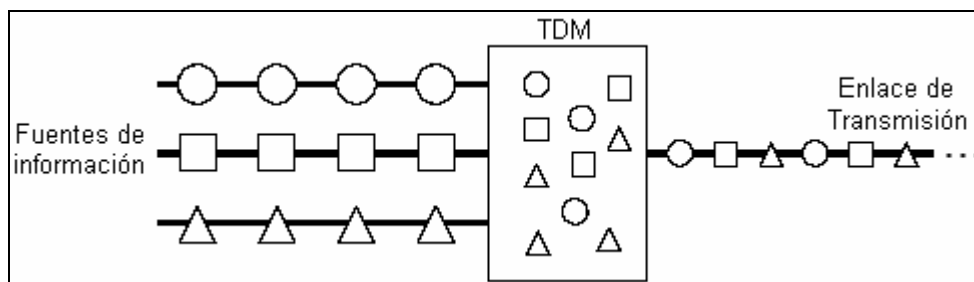 TDM
Fuentes de
información
Enlace de
Transmisión